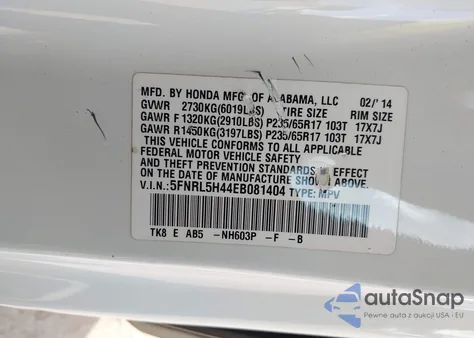 MFD. BY HONDA MFG. OF ALABAMA, LLC 02/'14
GVWR 2730KG(6019LBS) TIRE SIZE RIM SIZE
GAWR F 1320KG(2910LBS) P235/65R17 103T 17X7J
GAWR R1450KG(3197LBS) P235/65R17 103T 17X7J
THIS VEHICLE CONFORMS TO ALL APPLICABLE
FEDERAL MOTOR VEHICLE SAFETY
AND THEFT PREVENTION STANDARDS IN EFFECT
ON THE DATE OF MANUFACTURE SHOWN ABOVE.
V.I.N.:5FNRL5H44EB081404 TYPE: MPV
TK8 E AB5 -NH603P -F -B
autoSnap
Pewne auta z USA i EU